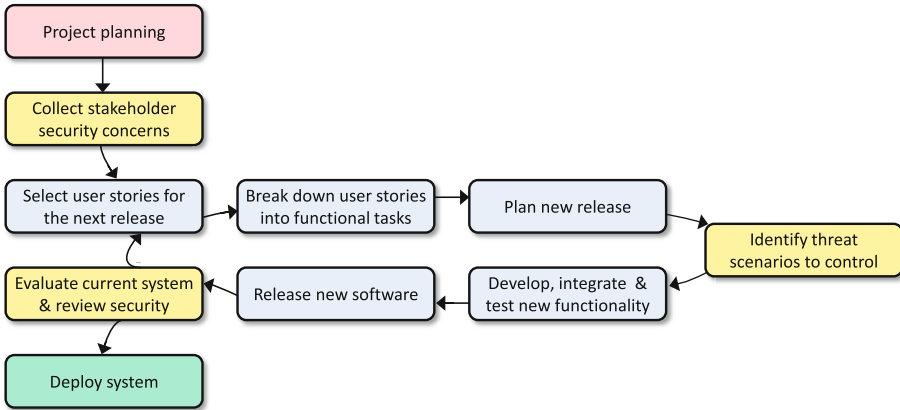 Project planning
Collect stakeholder
security concerns
Select user stories for
the next release
Break down user stories
into functional tasks
Plan new release
Identify threat
scenarios to control
Develop, integrate &
test new functionality
Release new software
Evaluate current system
& review security
Deploy system